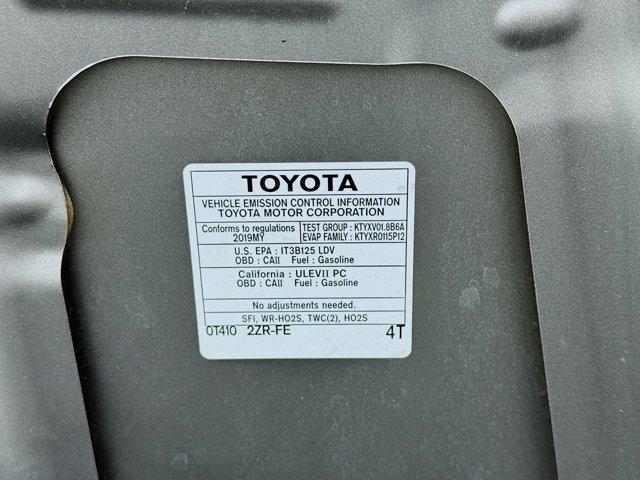 TOYOTA
VEHICLE EMISSION CONTROL INFORMATION
TOYOTA MOTOR CORPORATION
Conforms to regulations
2019MY
TEST GROUP : KTYXV01.8B6A
EVAP FAMILY : KTYXR0115P12
U.S. EPA : IT3B125 LDV
OBD : CAII Fuel : Gasoline
California : ULEVII PC
OBD : CAII Fuel : Gasoline
No adjustments needed.
SFI, WR-HO2S, TWC(2), HO2S
0T410 2ZR-FE 4T